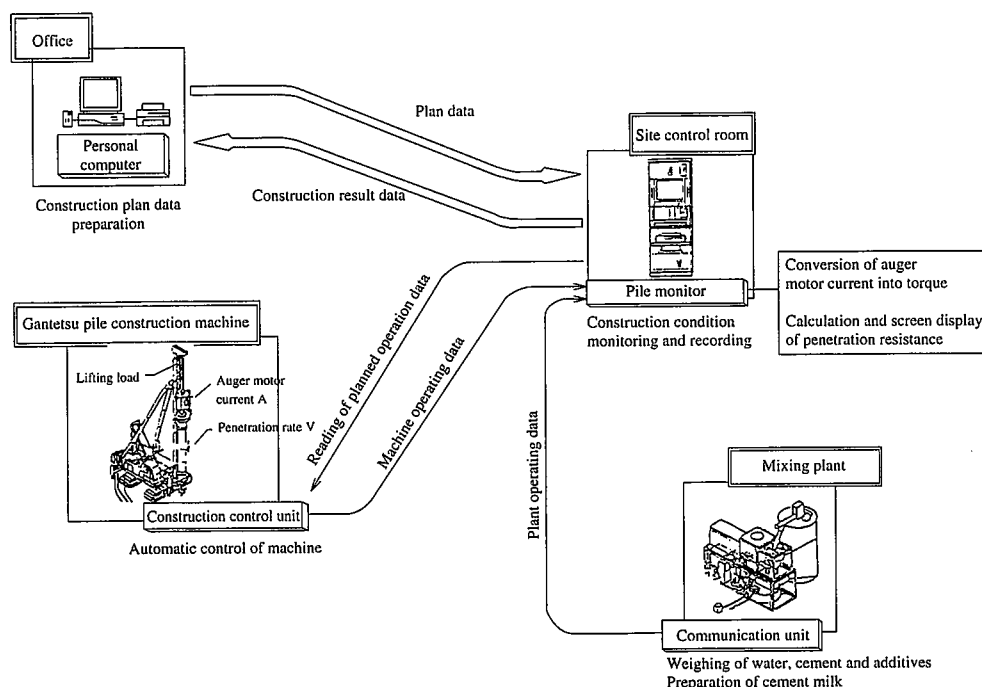 Office
Personal
computer
Construction plan data
preparation
Plan data
Construction result data
Site control room
Pile monitor
Construction condition
monitoring and recording
Conversion of auger
motor current into torque
Calculation and screen display
of penetration resistance
Gantetsu pile construction machine
Lifting load
Auger motor
current A
Penetration rate V
Construction control unit
Automatic control of machine
Reading of planned operation data
Machine operating data
Plant operating data
Mixing plant
Communication unit
Weighing of water, cement and additives
Preparation of cement milk